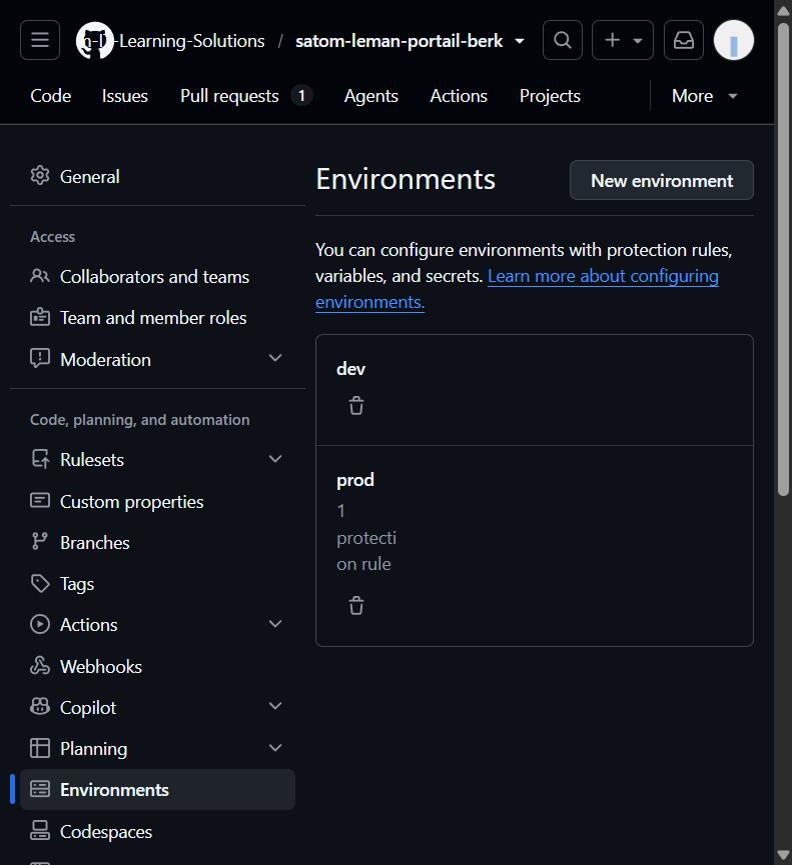 -Learning-Solutions / satom-leman-portail-berk
Code Issues Pull requests 1 Agents Actions Projects More
General
Access
Collaborators and teams
Team and member roles
Moderation
Code, planning, and automation
Rulesets
Custom properties
Branches
Tags
Actions
Webhooks
Copilot
Planning
Environments
Codespaces
Environments
New environment
You can configure environments with protection rules,
variables, and secrets. Learn more about configuring
environments.
dev
prod
1
protecti
on rule